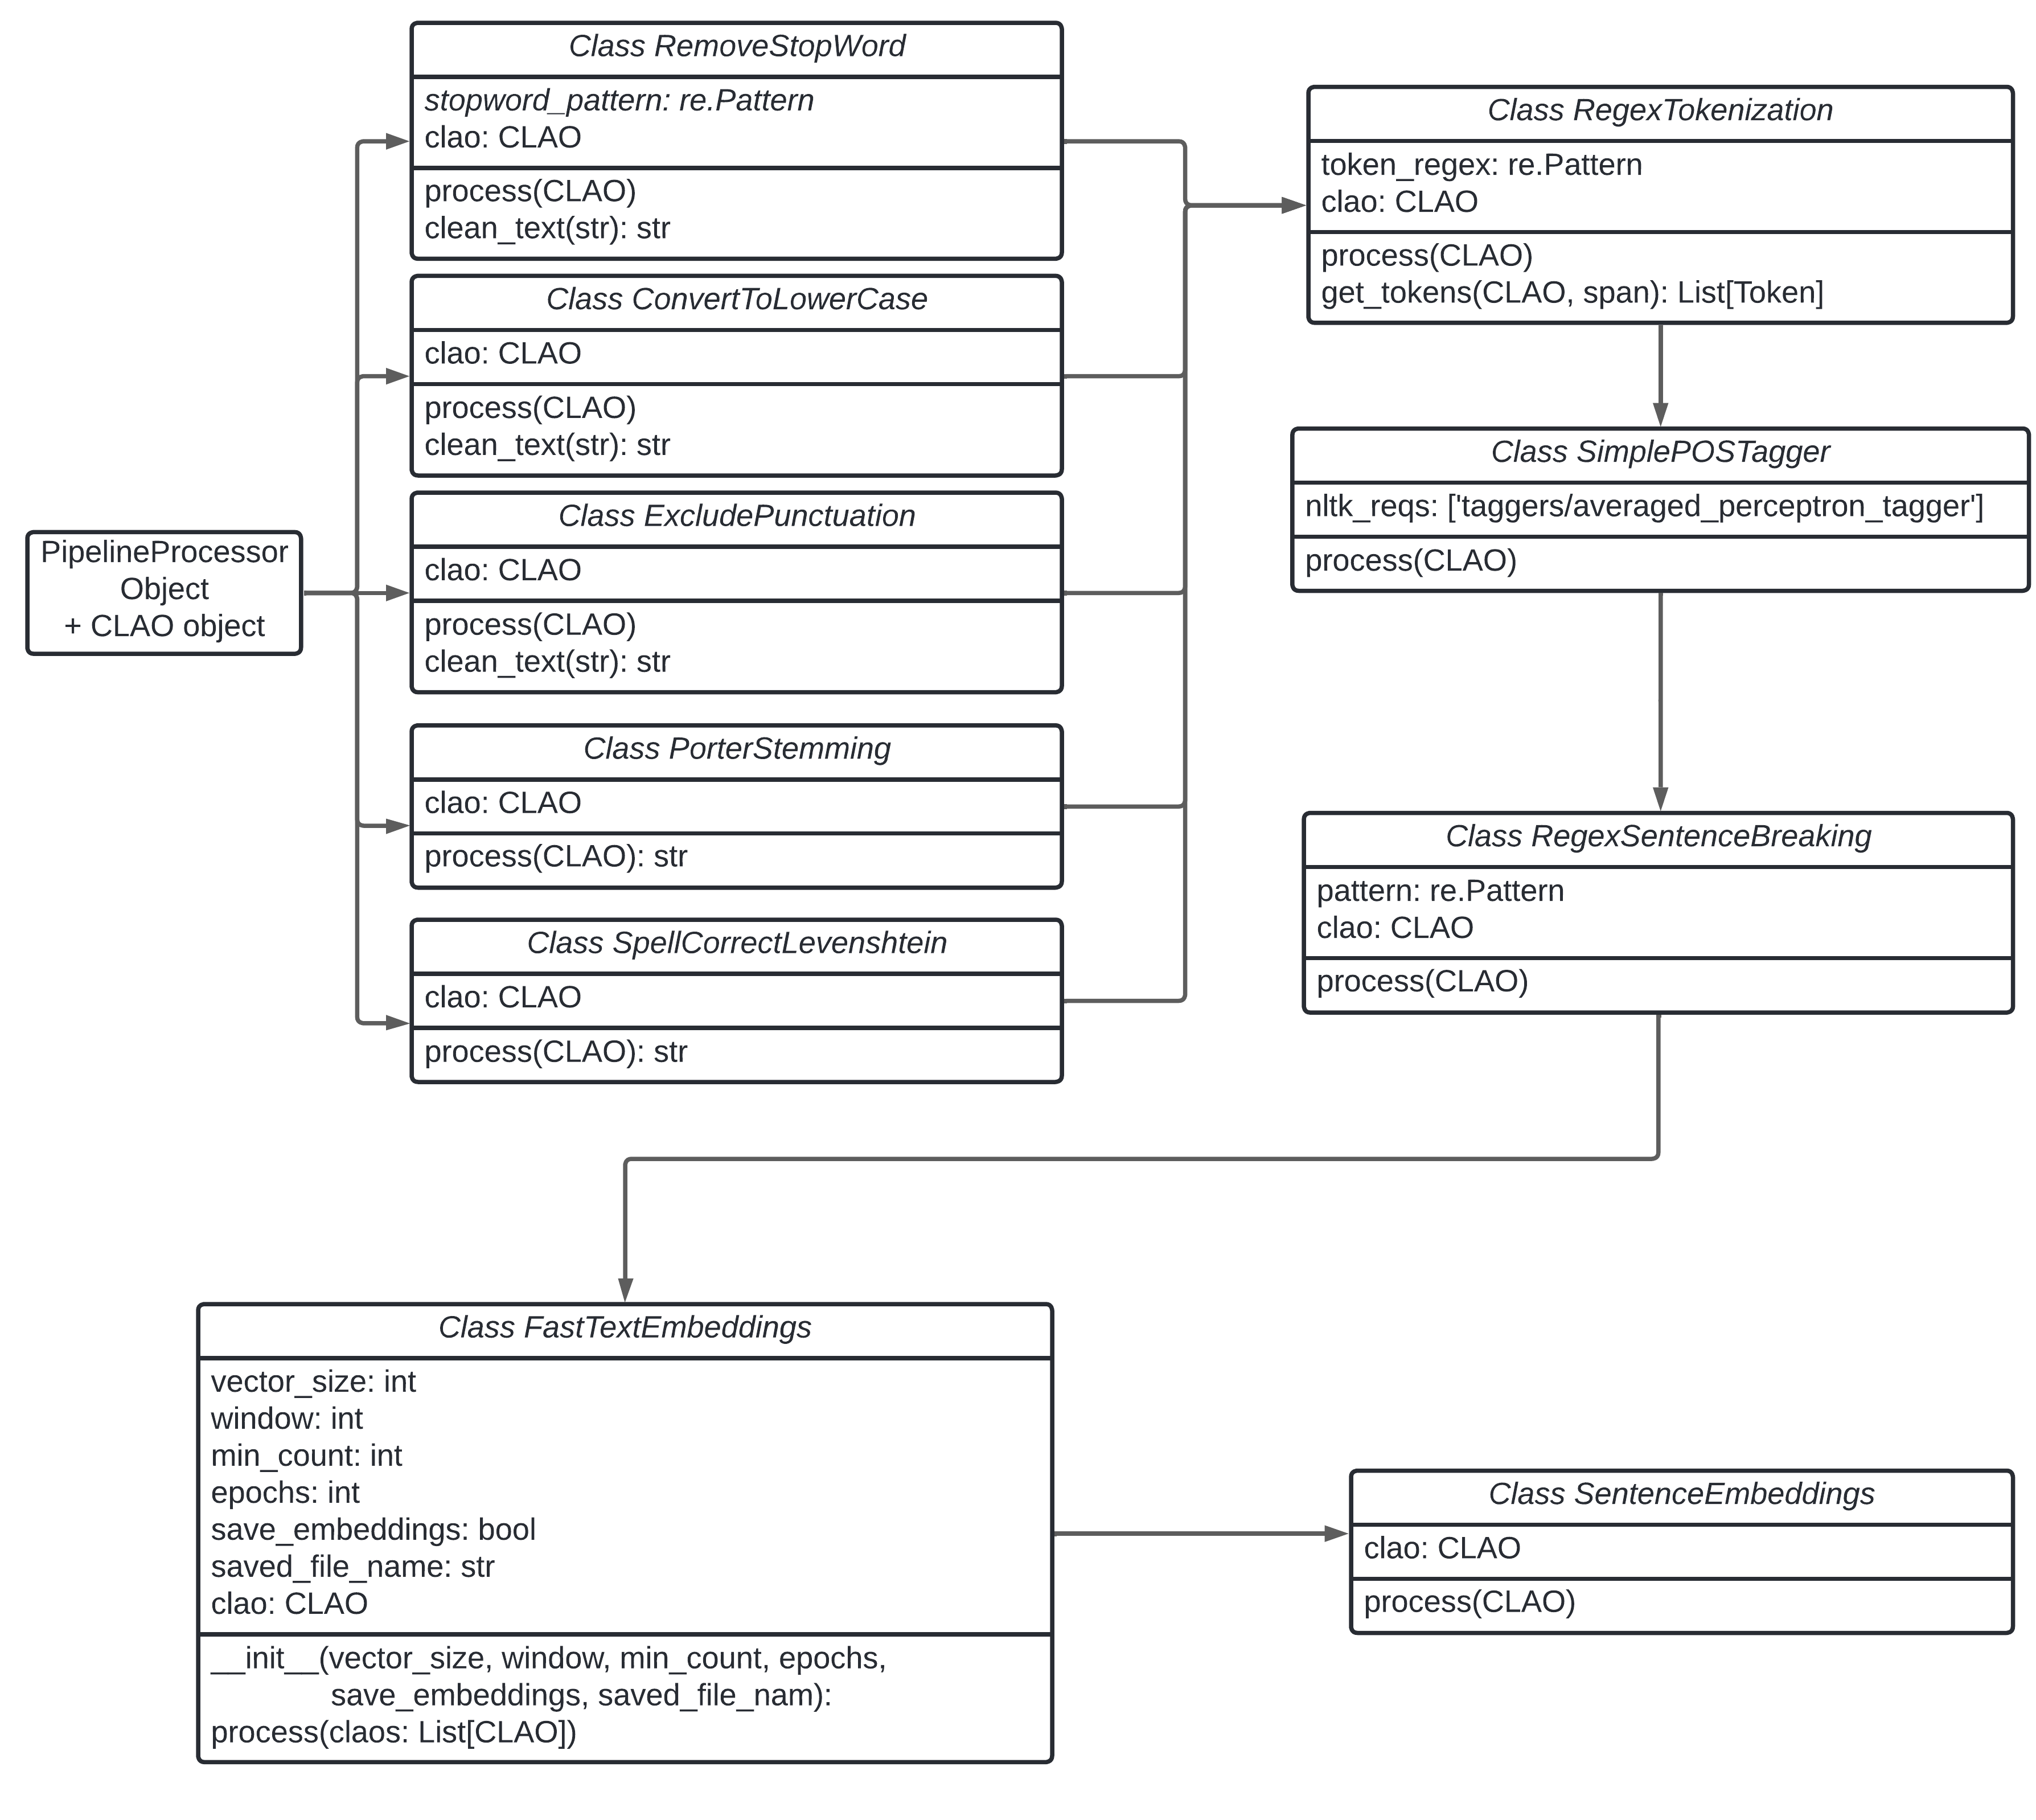 PipelineProcessor
Object
+ CLAO object
Class RemoveStopWord
stopword_pattern: re.Pattern
clao: CLAO
process(CLAO)
clean_text(str): str
Class ConvertToLowerCase
clao: CLAO
process(CLAO)
clean_text(str): str
Class ExcludePunctuation
clao: CLAO
process(CLAO)
clean_text(str): str
Class PorterStemming
clao: CLAO
process(CLAO): str
Class SpellCorrectLevenshtein
clao: CLAO
process(CLAO): str
Class RegexTokenization
token_regex: re.Pattern
clao: CLAO
process(CLAO)
get_tokens(CLAO, span): List[Token]
Class SimplePOSTagger
nltk_reqs: ['taggers/averaged_perceptron_tagger']
process(CLAO)
Class RegexSentenceBreaking
pattern: re.Pattern
clao: CLAO
process(CLAO)
Class FastTextEmbeddings
vector_size: int
window: int
min_count: int
epochs: int
save_embeddings: bool
saved_file_name: str
clao: CLAO
__init__(vector_size, window, min_count, epochs,
save_embeddings, saved_file_nam):
process(claos: List[CLAO])
Class SentenceEmbeddings
clao: CLAO
process(CLAO)